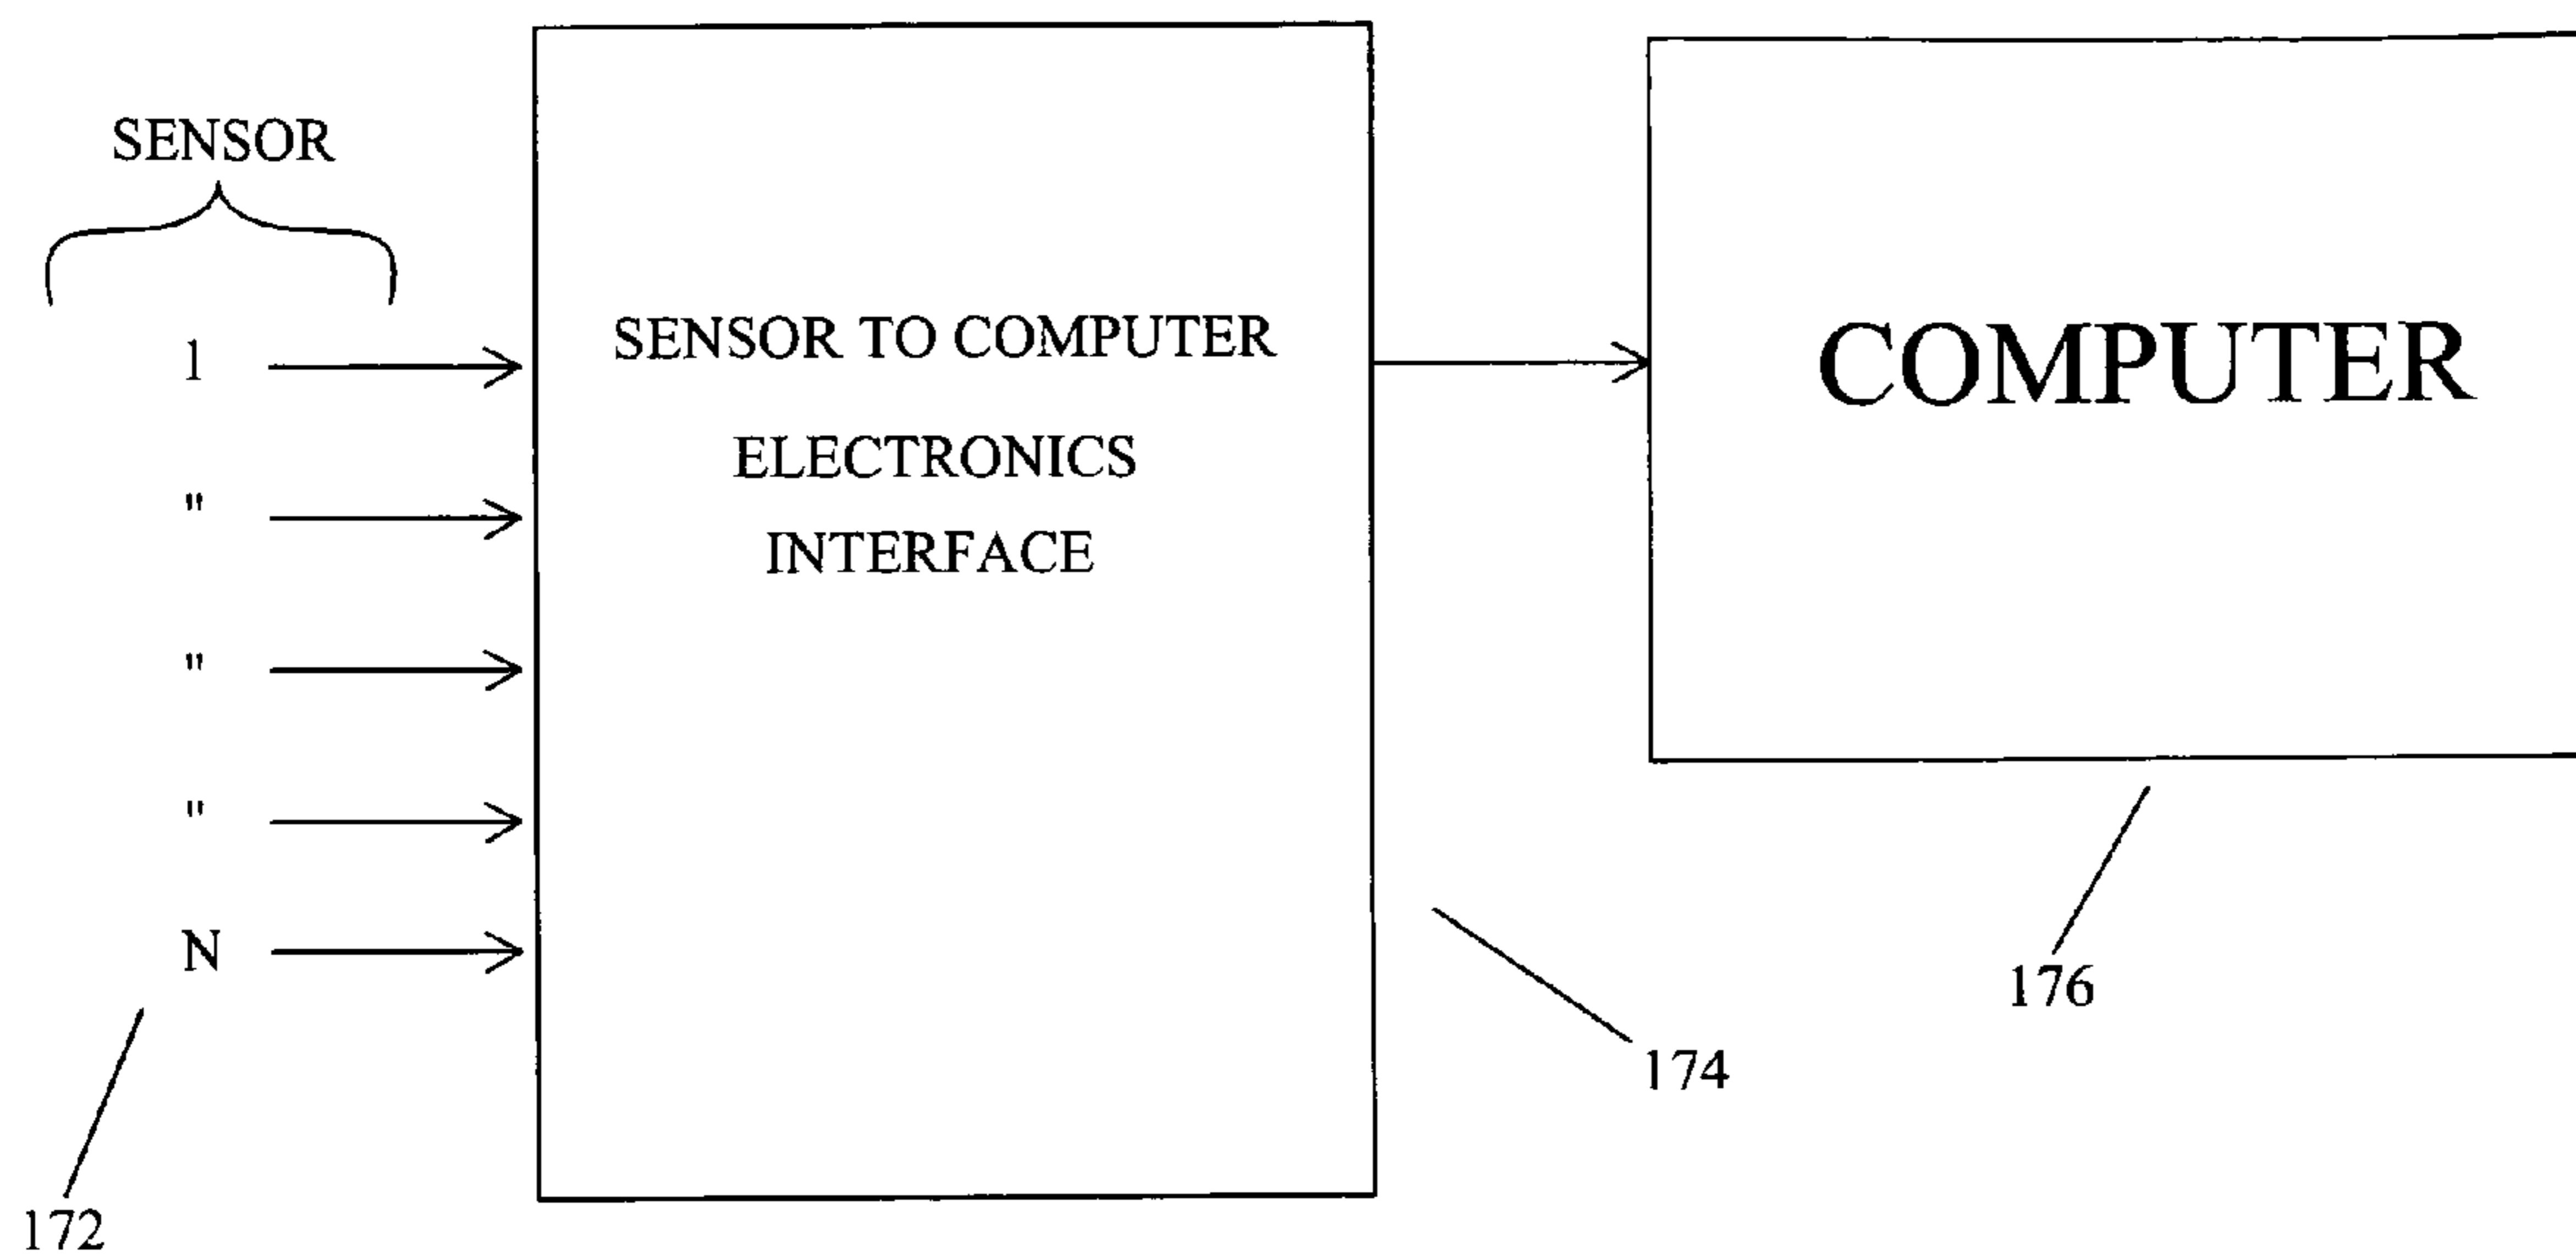 SENSOR
1
"
"
"
N
172
SENSOR TO COMPUTER
ELECTRONICS
INTERFACE
174
COMPUTER
176